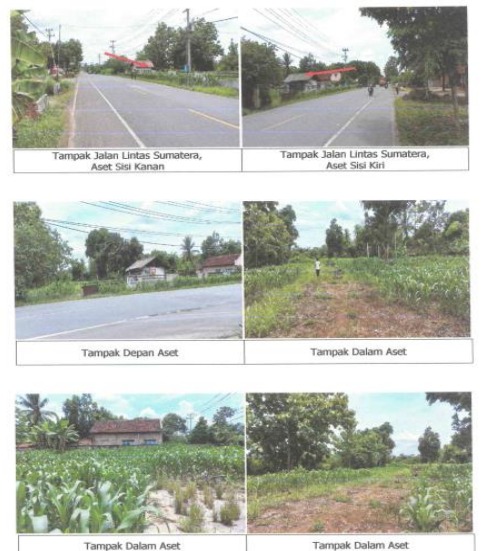 Tampak Jalan Lintas Sumatera,
Aset Sisi Kanan
Tampak Jalan Lintas Sumatera,
Aset Sisi Kiri
Tampak Depan Aset
Tampak Dalam Aset
Tampak Dalam Aset
Tampak Dalam Aset